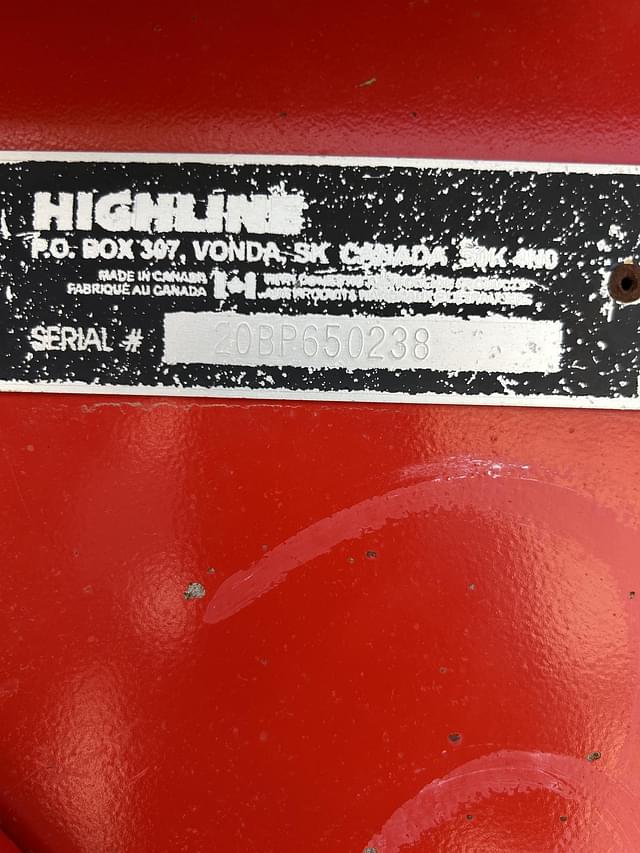 HIGHLINE
P.O. BOX 307, VONDA, SK CANADA S0K 4N0
MADE IN CANADA
FABRIQUÉ AU CANADA
SERIAL # 20BP650238